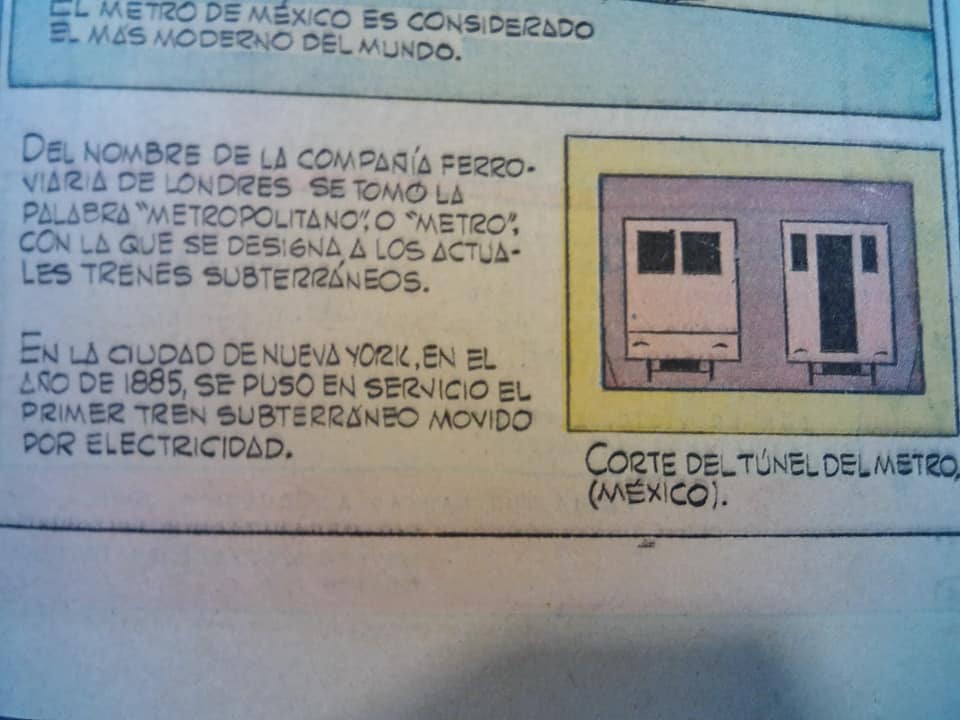 EL METRO DE MÉXICO ES CONSIDERADO
EL MAS MODERNO DEL MUNDO.
DEL NOMBRE DE LA COMPAÑÍA FERRO-
VIARIA DE LONDRES SE TOMÓ LA
PALABRA "METROPOLITANO", O "METRO",
CON LA QUE SE DESIGNA A LOS ACTUA-
LES TRENES SUBTERRÁNEOS.
EN LA CIUDAD DE NUEVA YORK, EN EL
AÑO DE 1885, SE PUSO EN SERVICIO EL
PRIMER TREN SUBTERRÁNEO MOVIDO
POR ELECTRICIDAD.
CORTE DEL TÚNEL DEL METRO,
(MÉXICO).